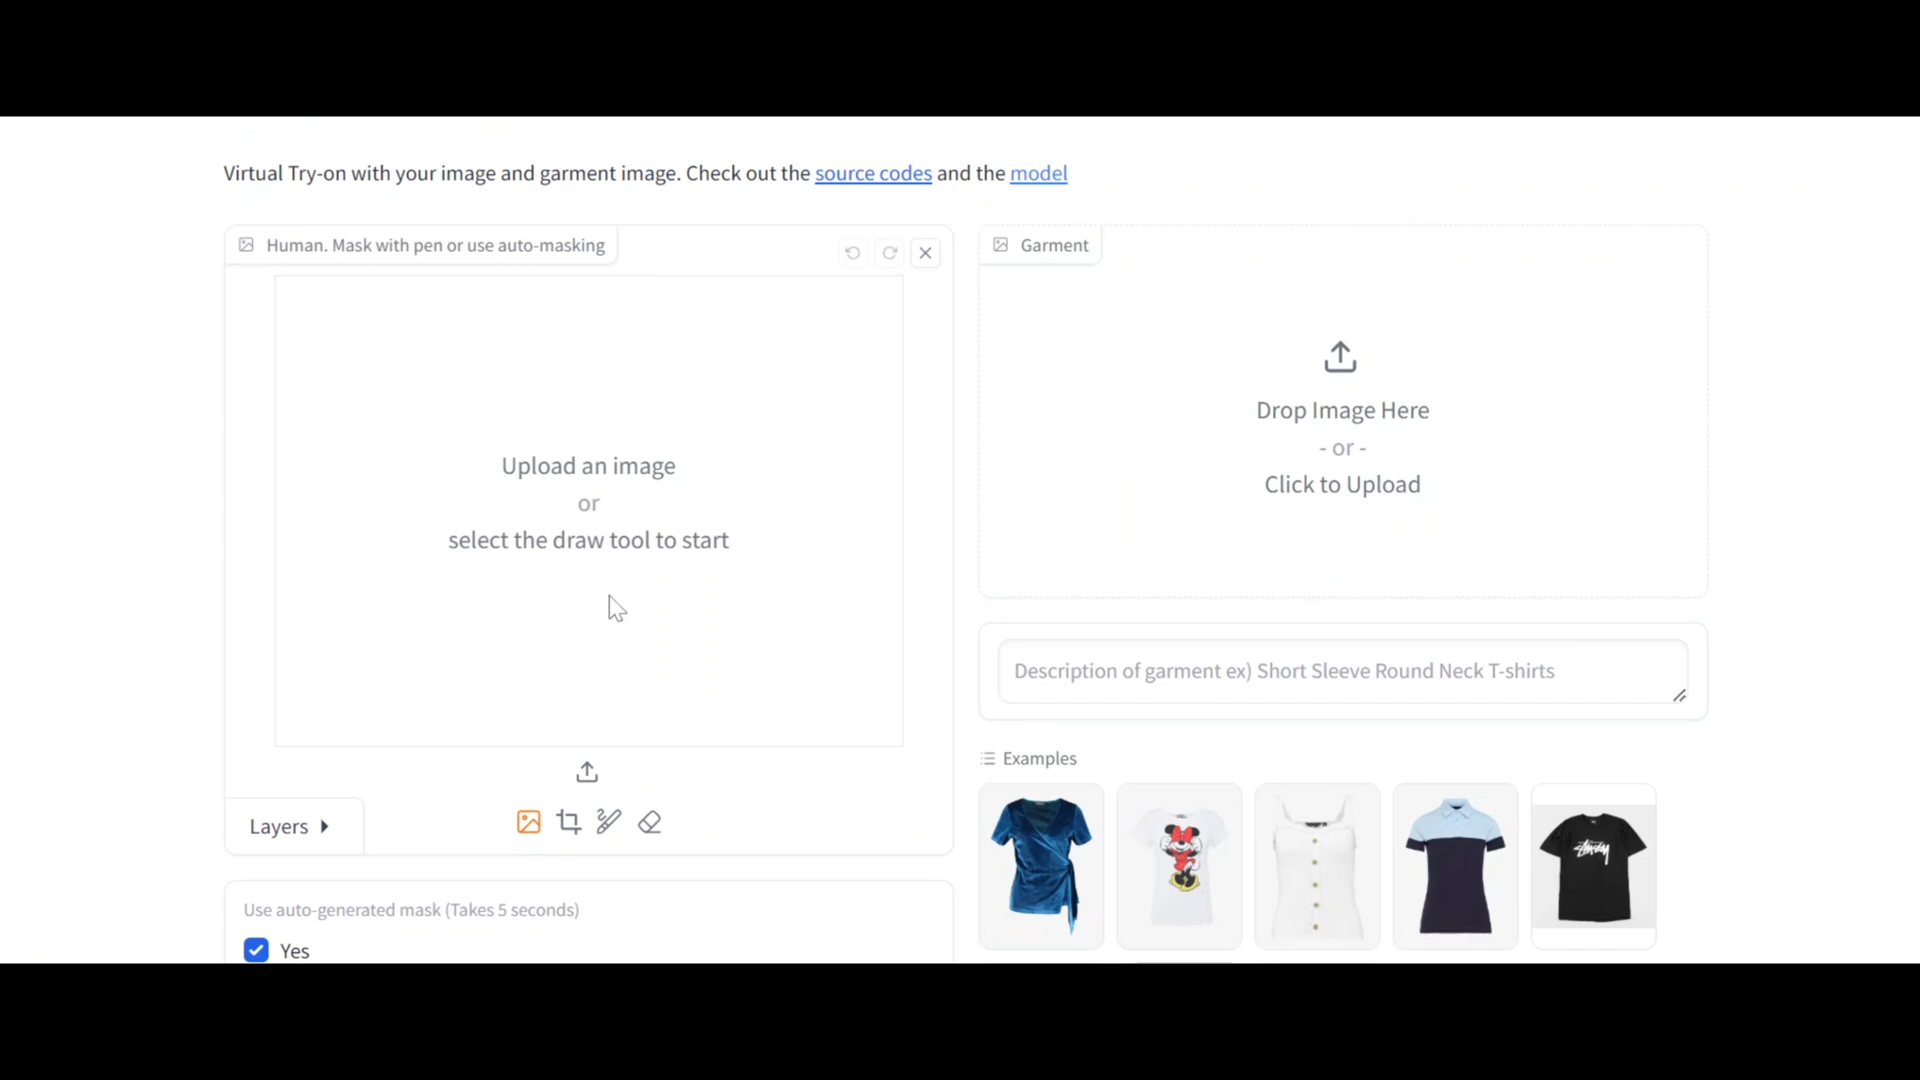 Virtual Try-on with your image and garment image. Check out the source codes and the model
Human. Mask with pen or use auto-masking
Upload an image
or
select the draw tool to start
Layers
Use auto-generated mask (Takes 5 seconds)
Yes
Garment
Drop Image Here
- or -
Click to Upload
Description of garment ex) Short Sleeve Round Neck T-shirts
Examples
Stüssy